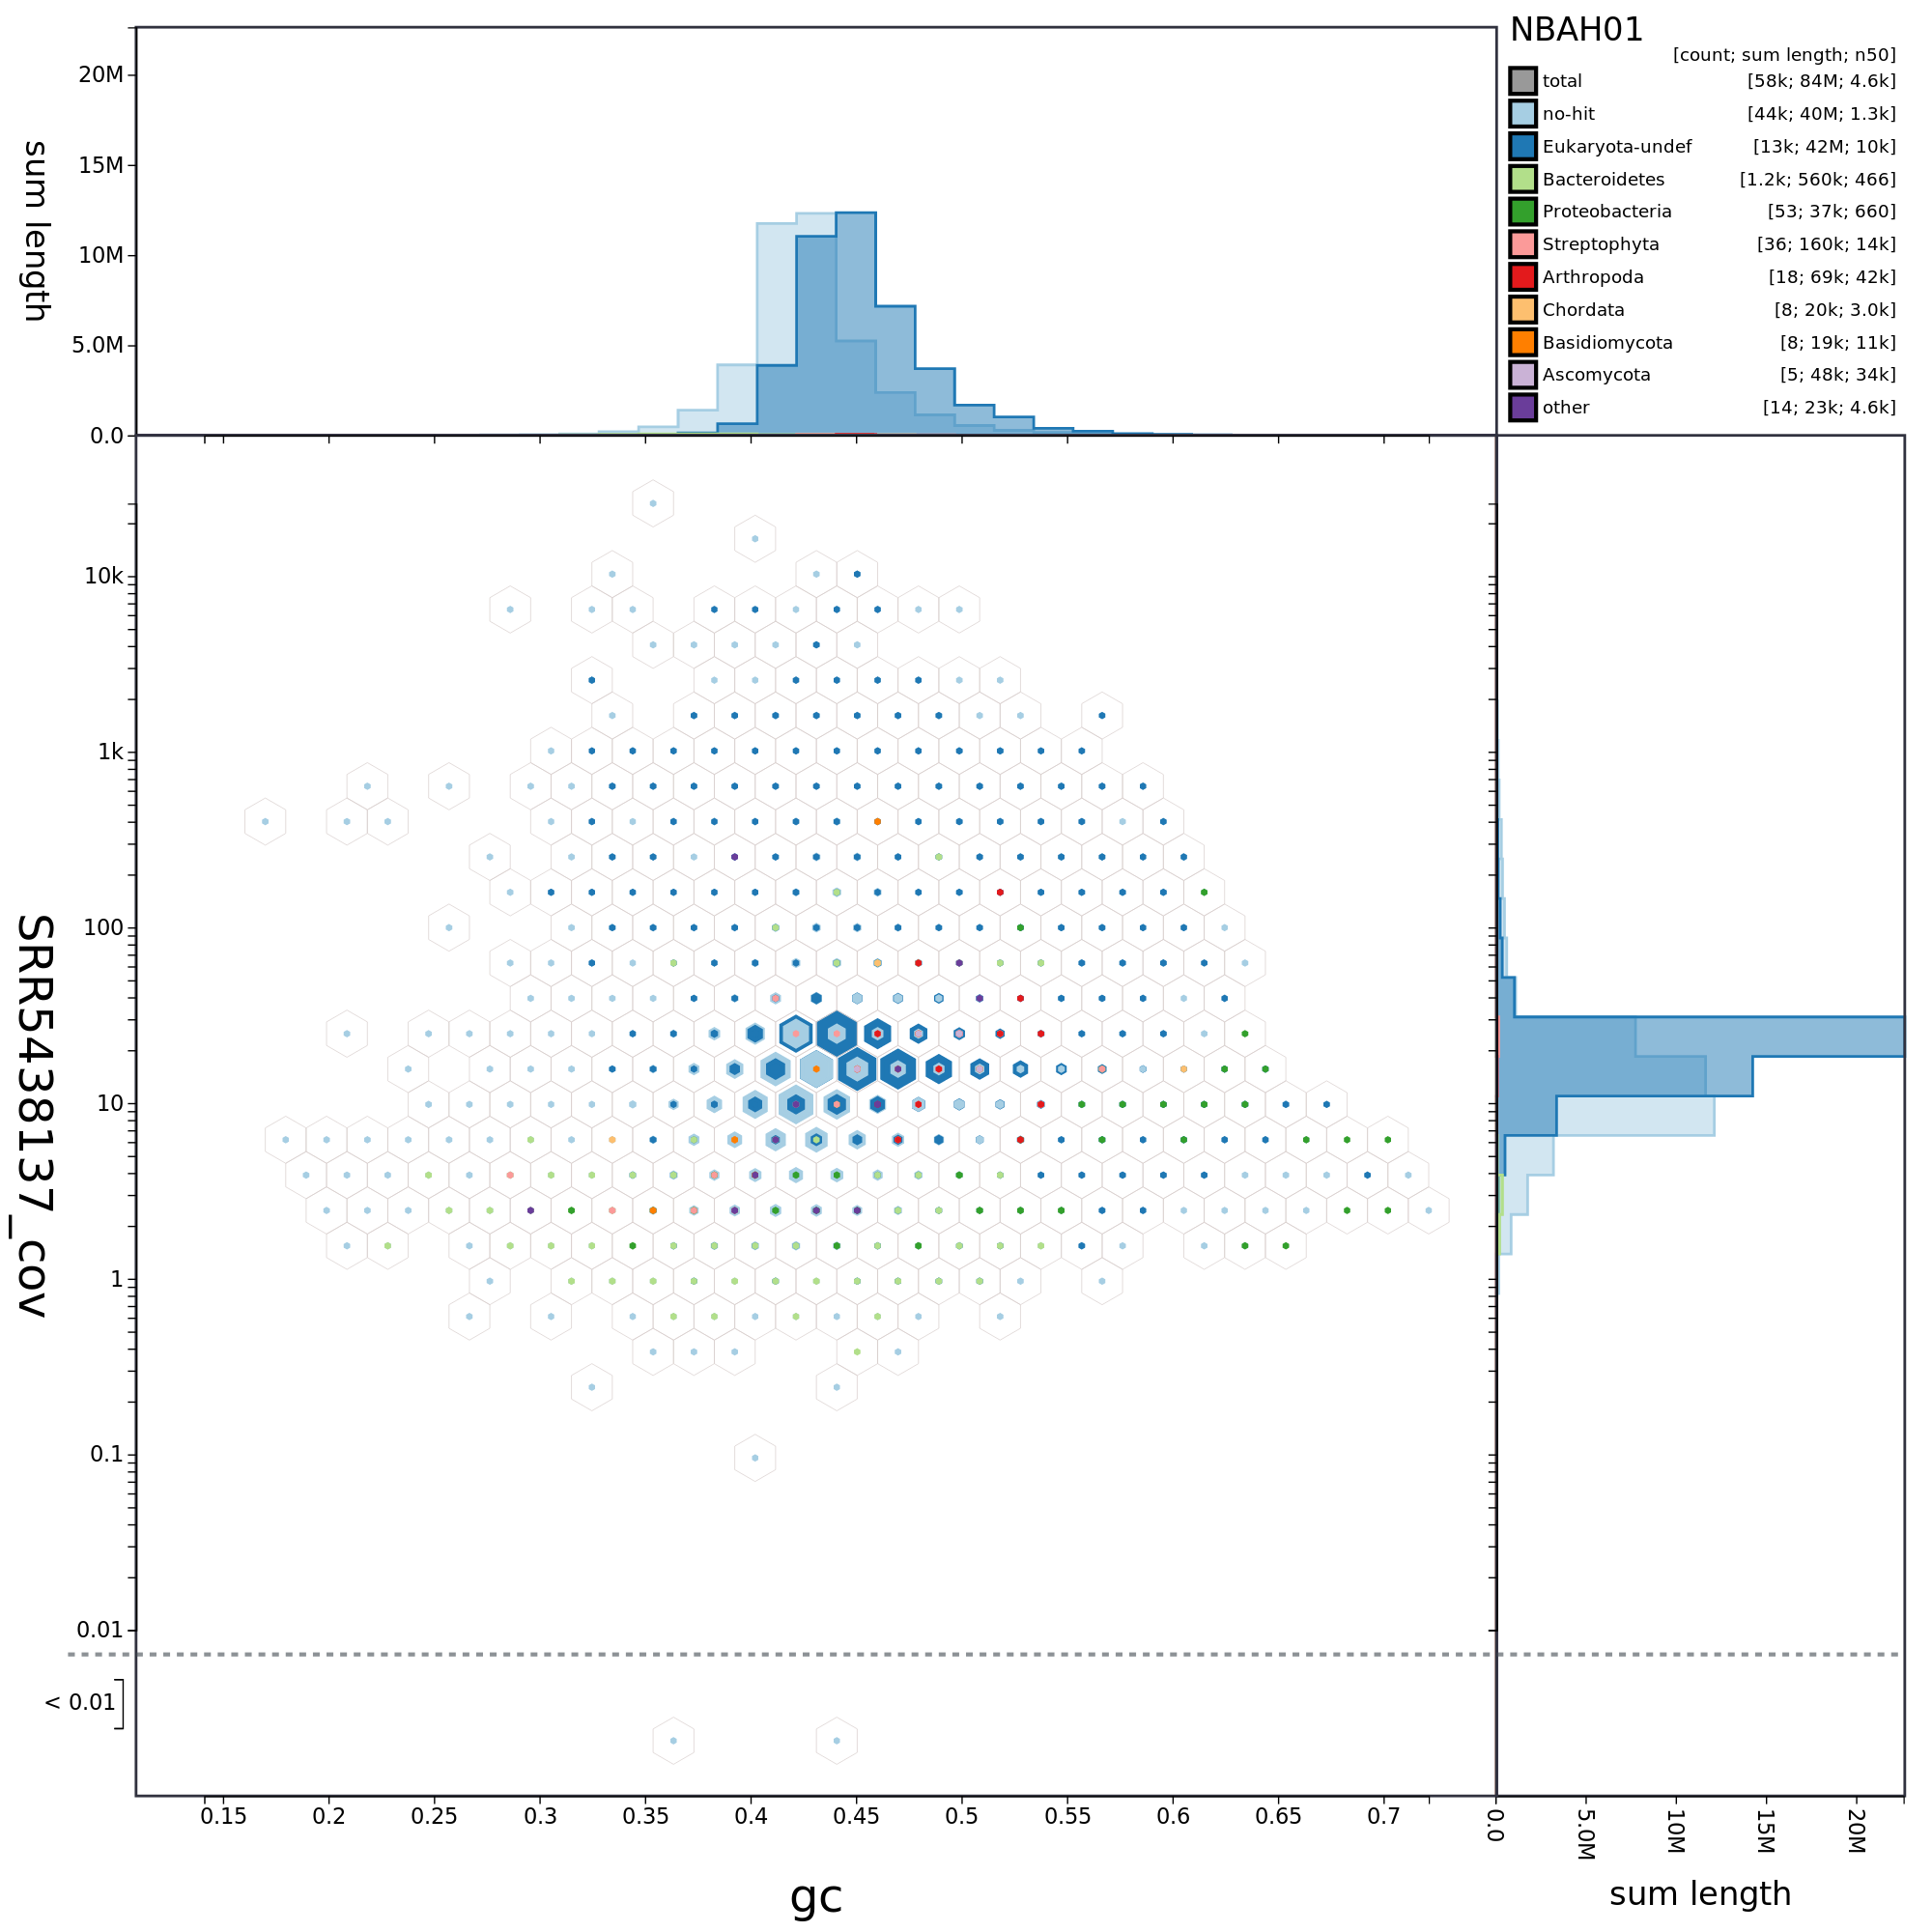 NBAH01
[count; sum length; n50]
total [58k; 84M; 4.6k]
no-hit [44k; 40M; 1.3k]
Eukaryota-undef [13k; 42M; 10k]
Bacteroidetes [1.2k; 560k; 466]
Proteobacteria [53; 37k; 660]
Streptophyta [36; 160k; 14k]
Arthropoda [18; 69k; 42k]
Chordata [8; 20k; 3.0k]
Basidiomycota [8; 19k; 11k]
Ascomycota [5; 48k; 34k]
other [14; 23k; 4.6k]
sum length
20M
15M
10M
5.0M
0.0
SRR5438137_cov
10k
1k
100
10
1
0.1
0.01
< 0.01
0.15 0.2 0.25 0.3 0.35 0.4 0.45 0.5 0.55 0.6 0.65 0.7
gc
0.0 5.0M 10M 15M 20M
sum length